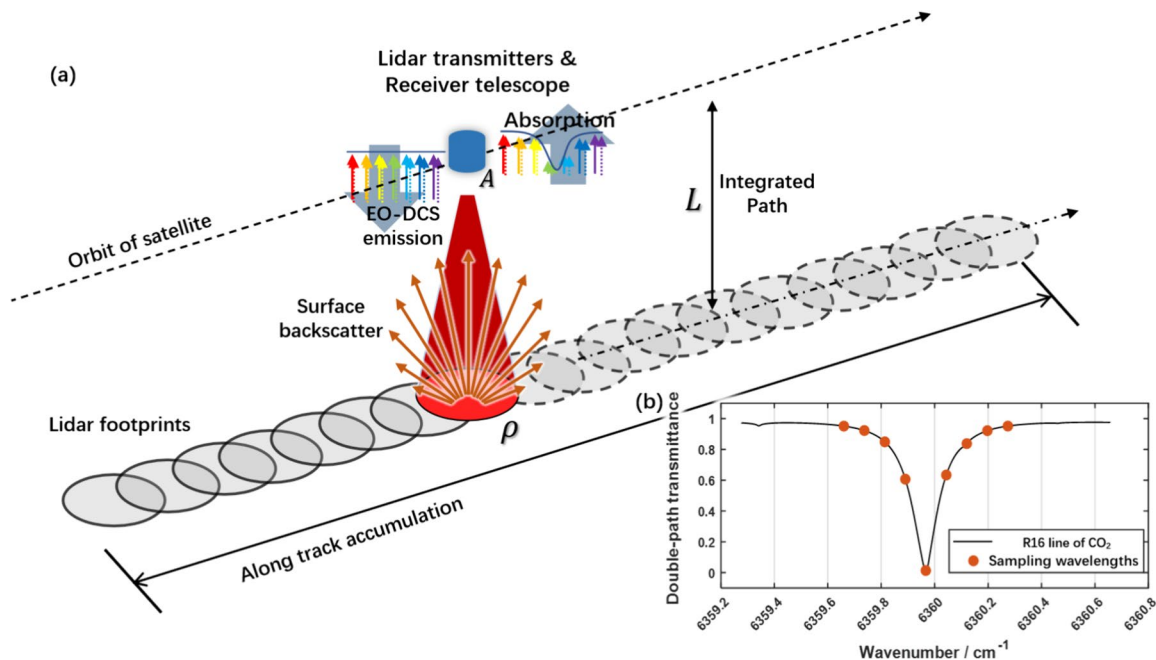 (a)
Lidar transmitters &
Receiver telescope
Absorption
A
EO-DCS
emission
Orbit of satellite
L
Integrated
Path
Surface
backscatter
Lidar footprints
ρ
Along track accumulation
(b)
Double-path transmittance
1
0.8
0.6
0.4
0.2
0
R16 line of CO₂
Sampling wavelengths
6359.2
6359.4
6359.6
6359.8
6360
6360.2
6360.4
6360.6
6360.8
Wavenumber / cm⁻¹